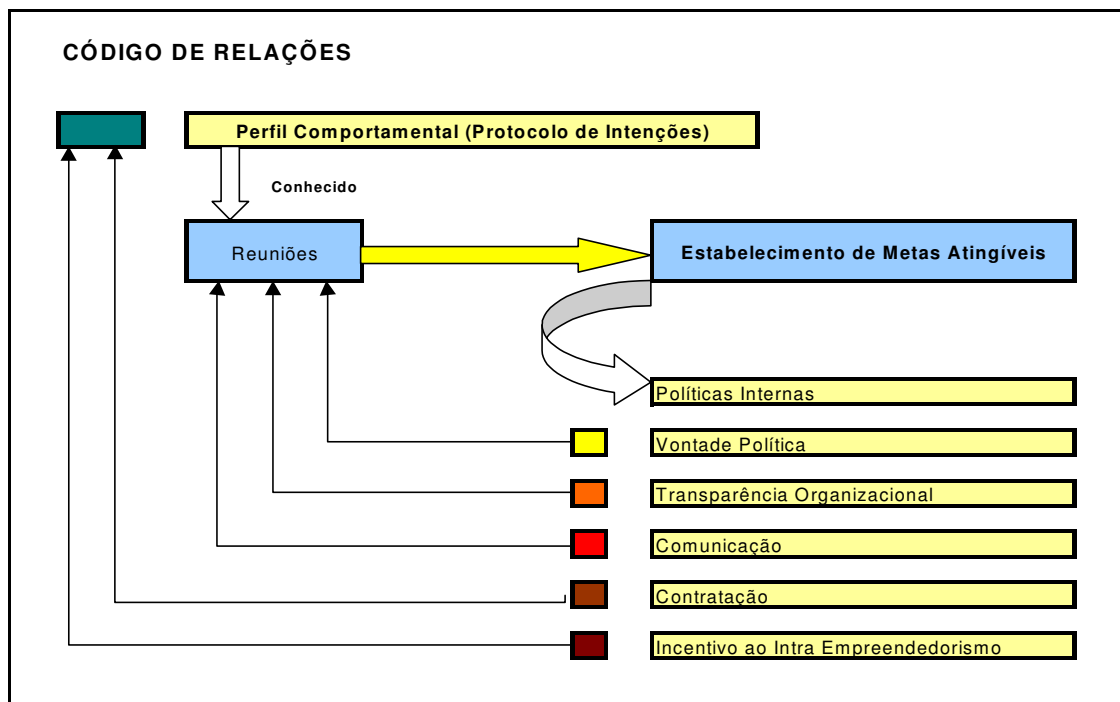 CÓDIGO DE RELAÇÕES
Perfil Comportamental (Protocolo de Intenções)
Conhecido
Reuniões
Estabelecimento de Metas Atingíveis
Políticas Internas
Vontade Política
Transparência Organizacional
Comunicação
Contratação
Incentivo ao Intra Empreendedorismo